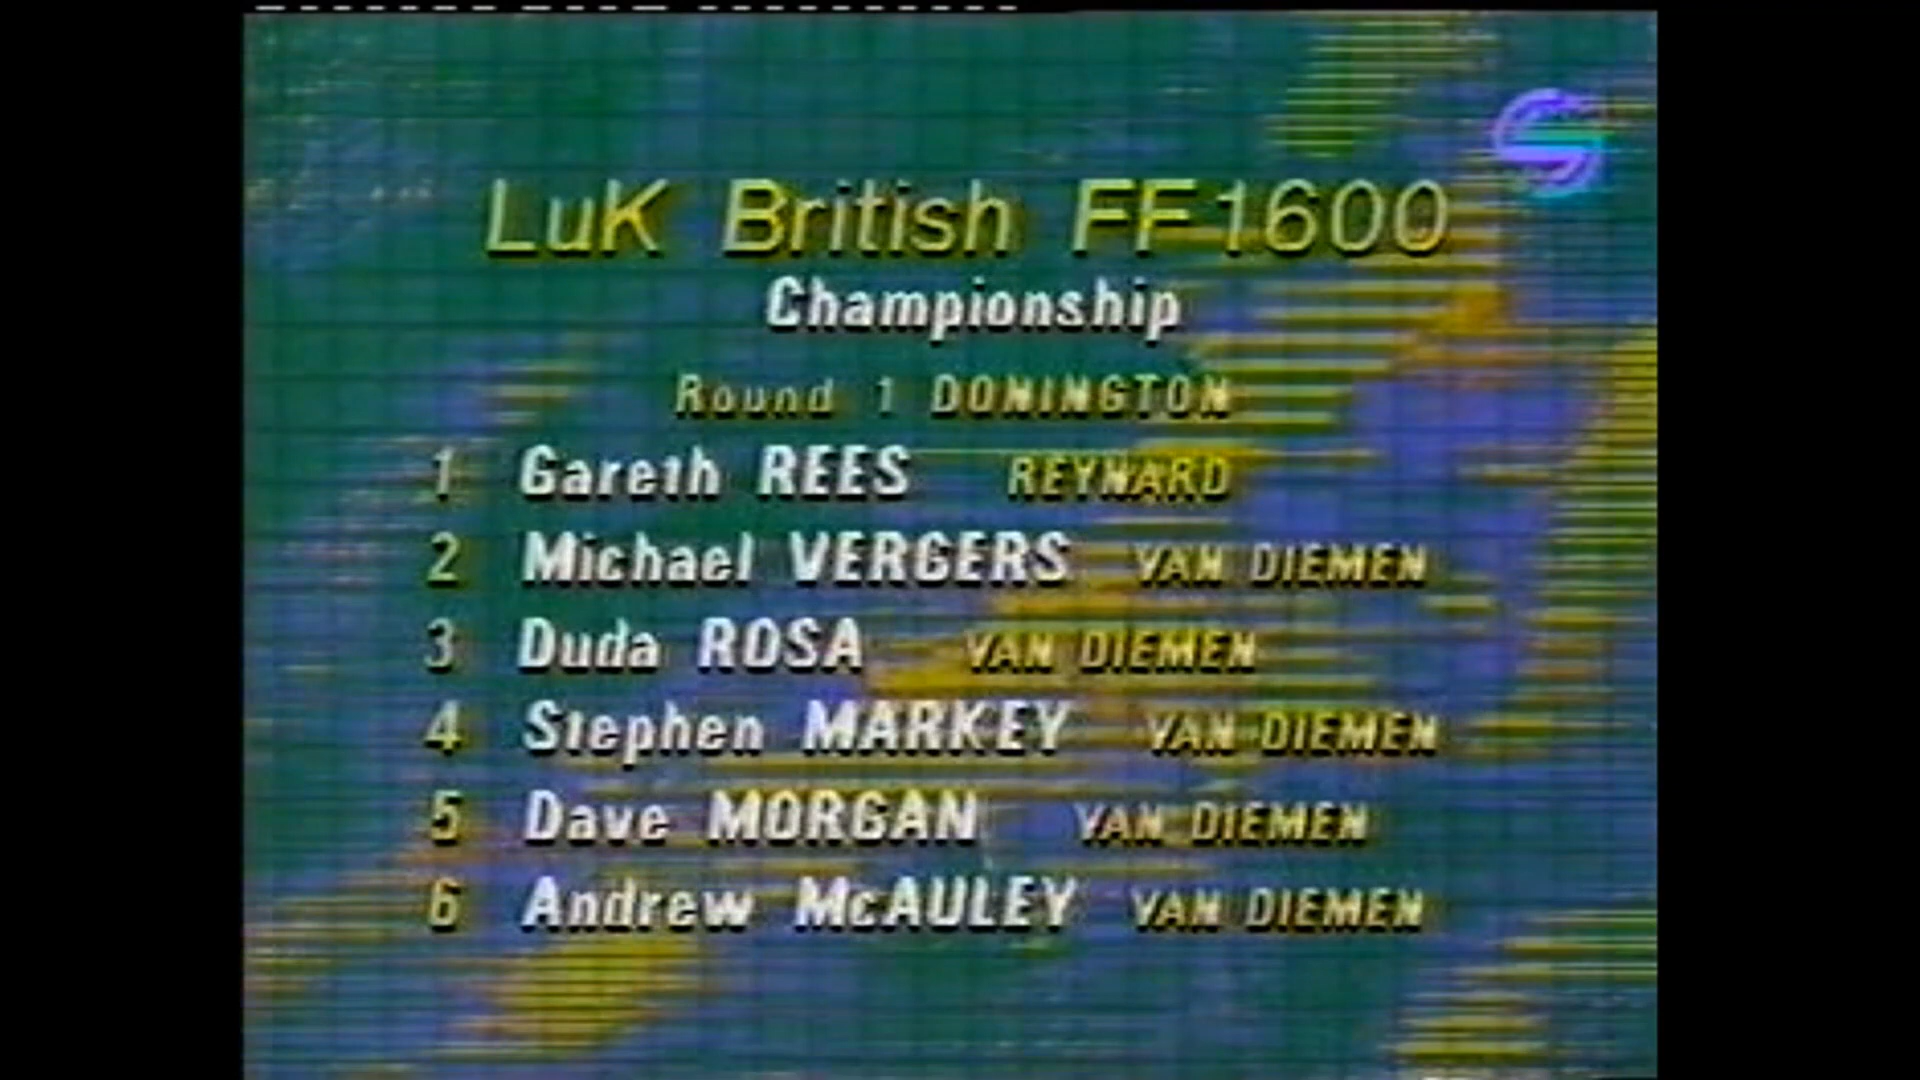 LuK British FF1600
Championship
Round 1 DONINGTON
1 Gareth REES REYNARD
2 Michael VERGERS VAN DIEMEN
3 Duda ROSA VAN DIEMEN
4 Stephen MARKEY VAN DIEMEN
5 Dave MORGAN VAN DIEMEN
6 Andrew McAULEY VAN DIEMEN